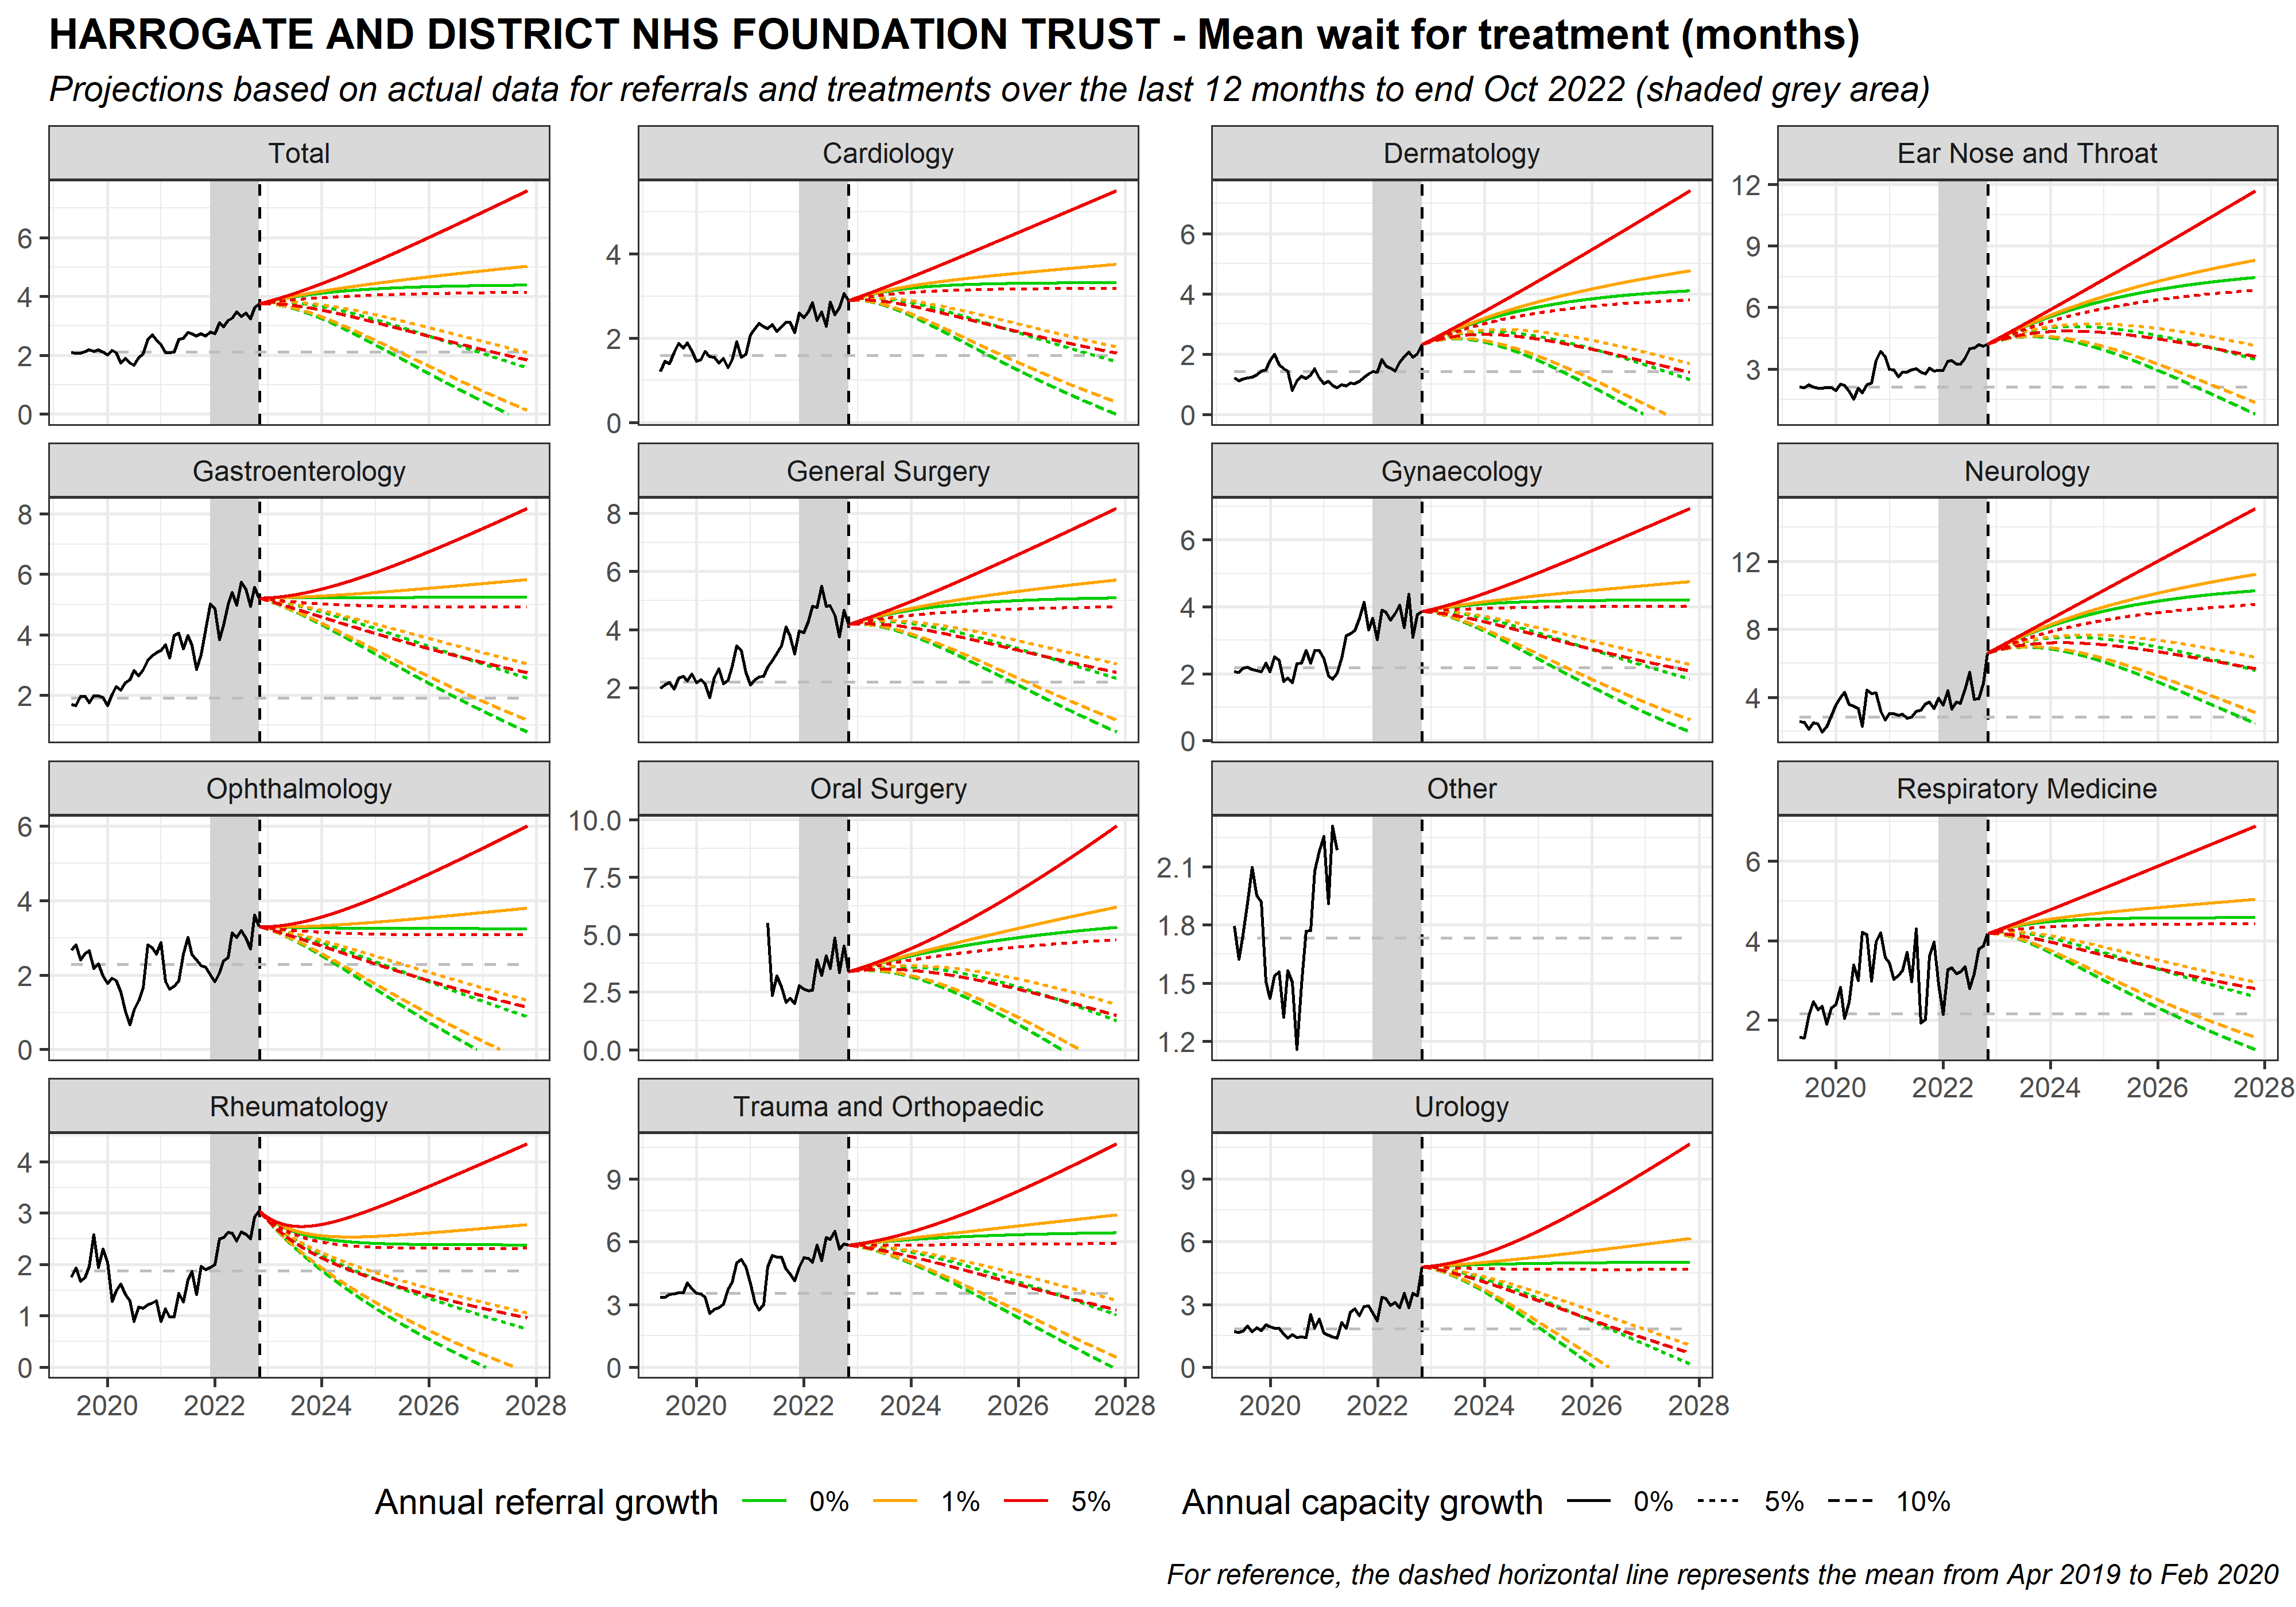 HARROGATE AND DISTRICT NHS FOUNDATION TRUST - Mean wait for treatment (months)
Projections based on actual data for referrals and treatments over the last 12 months to end Oct 2022 (shaded grey area)
Total
Cardiology
Dermatology
Ear Nose and Throat
6
4
2
0
4
2
0
6
4
2
0
12
9
6
3
Gastroenterology
General Surgery
Gynaecology
Neurology
8
6
4
2
8
6
4
2
6
4
2
0
12
8
4
Ophthalmology
Oral Surgery
Other
Respiratory Medicine
6
4
2
0
10.0
7.5
5.0
2.5
0.0
2.1
1.8
1.5
1.2
6
4
2
2020 2022 2024 2026 2028
Rheumatology
Trauma and Orthopaedic
Urology
4
3
2
1
0
9
6
3
0
9
6
3
0
2020 2022 2024 2026 2028
2020 2022 2024 2026 2028
2020 2022 2024 2026 2028
Annual referral growth 0% 1% 5%
Annual capacity growth 0% 5% 10%
For reference, the dashed horizontal line represents the mean from Apr 2019 to Feb 2020